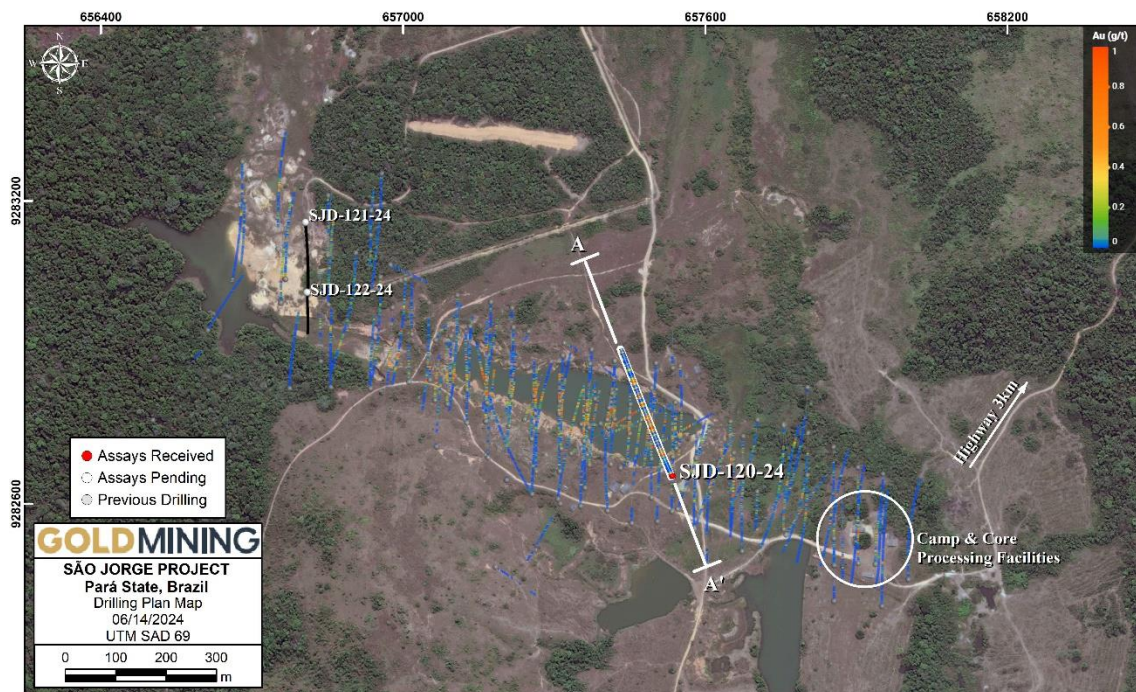 656400
657000
657600
658200
N
W E
S
Au (g/t)
1
0.8
0.6
0.4
0.2
0
9283200
SJD-121-24
A
SJD-122-24
Highway 3km
Assays Received
Assays Pending
Previous Drilling
SJD-120-24
9282600
Camp & Core
Processing Facilities
A'
GOLDMINING
SÃO JORGE PROJECT
Pará State, Brazil
Drilling Plan Map
06/14/2024
UTM SAD 69
0 100 200 300
m